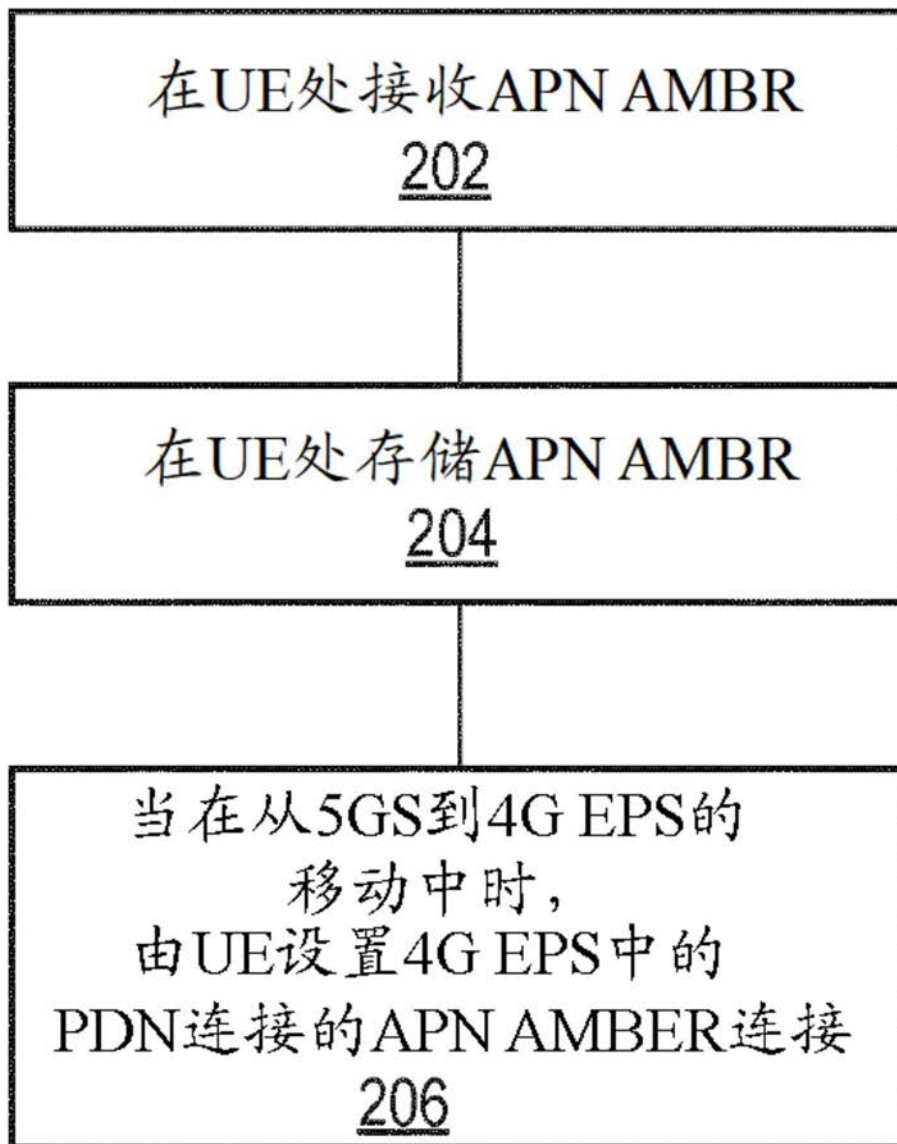 在UE处接收APN AMBR
202
在UE处存储APN AMBR
204
当在从5GS到4G EPS的
移动中时，
由UE设置4G EPS中的
PDN连接的APN AMBER连接
206